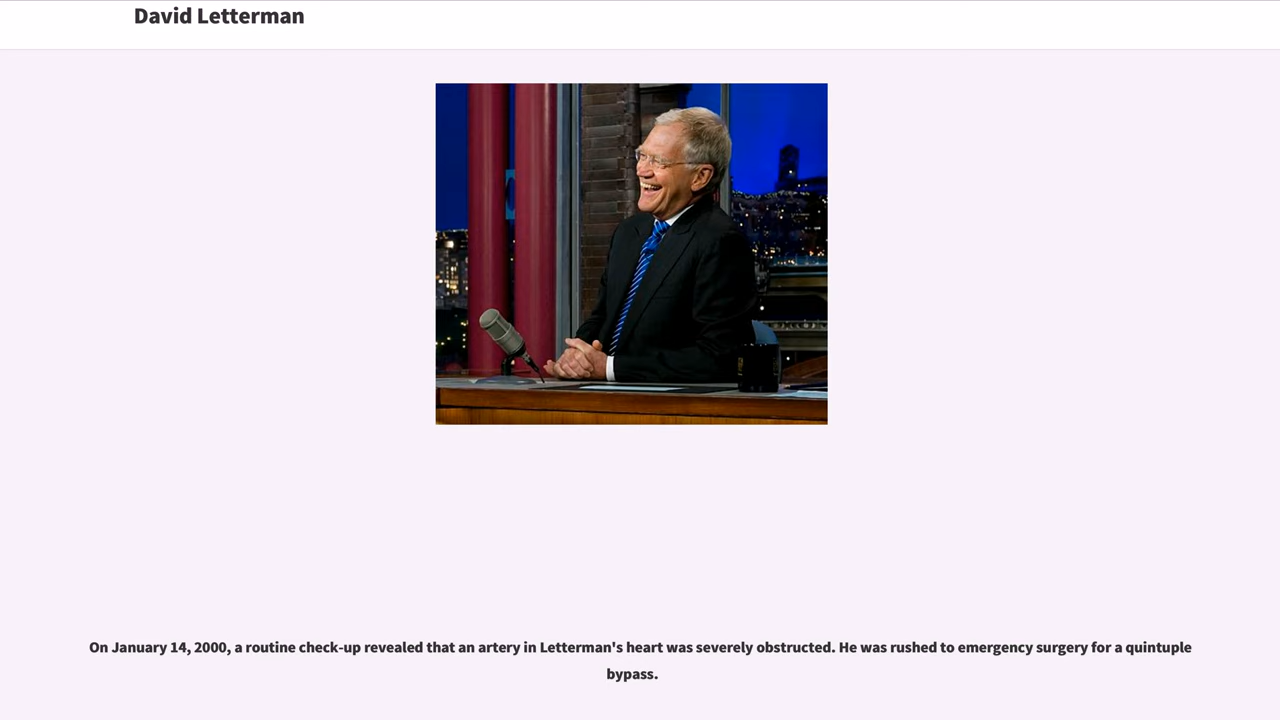 David Letterman
On January 14, 2000, a routine check-up revealed that an artery in Letterman's heart was severely obstructed. He was rushed to emergency surgery for a quintuple
bypass.